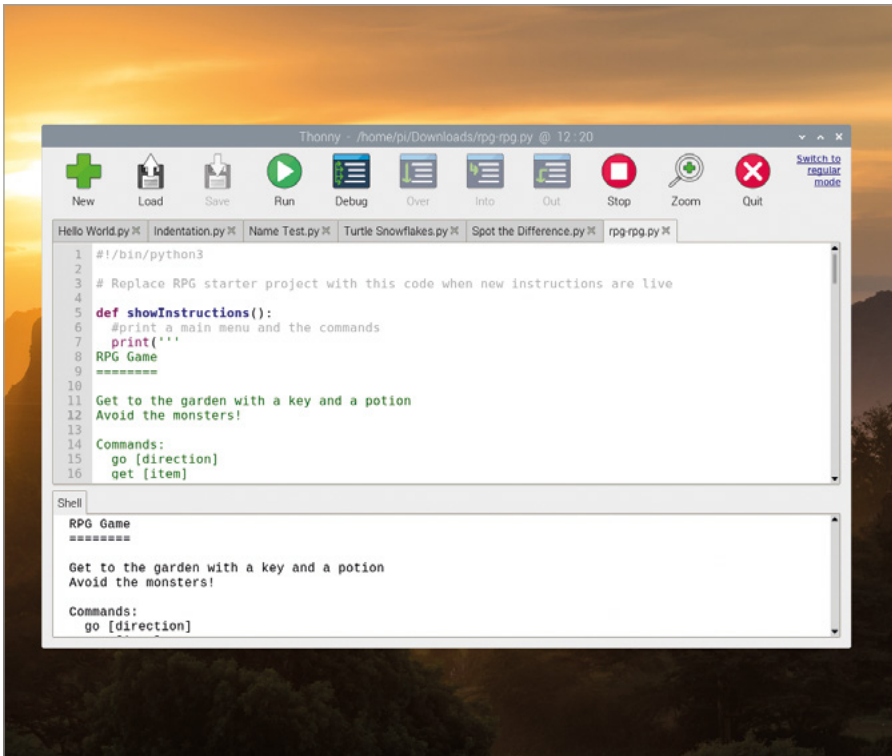 Thonny - /home/pi/Downloads/rpg-rpg.py @ 12:20
New Load Save Run Debug Over Into Out Stop Zoom Quit
Switch to
regular
mode
Hello World.py Indentation.py Name Test.py Turtle Snowflakes.py Spot the Difference.py rpg-rpg.py
1 #!/bin/python3
2
3 # Replace RPG starter project with this code when new instructions are live
4
5 def showInstructions():
6   #print a main menu and the commands
7   print('''
8 RPG Game
9 ========
10
11 Get to the garden with a key and a potion
12 Avoid the monsters!
13
14 Commands:
15   go [direction]
16   get [item]
Shell
RPG Game
========
Get to the garden with a key and a potion
Avoid the monsters!
Commands:
  go [direction]